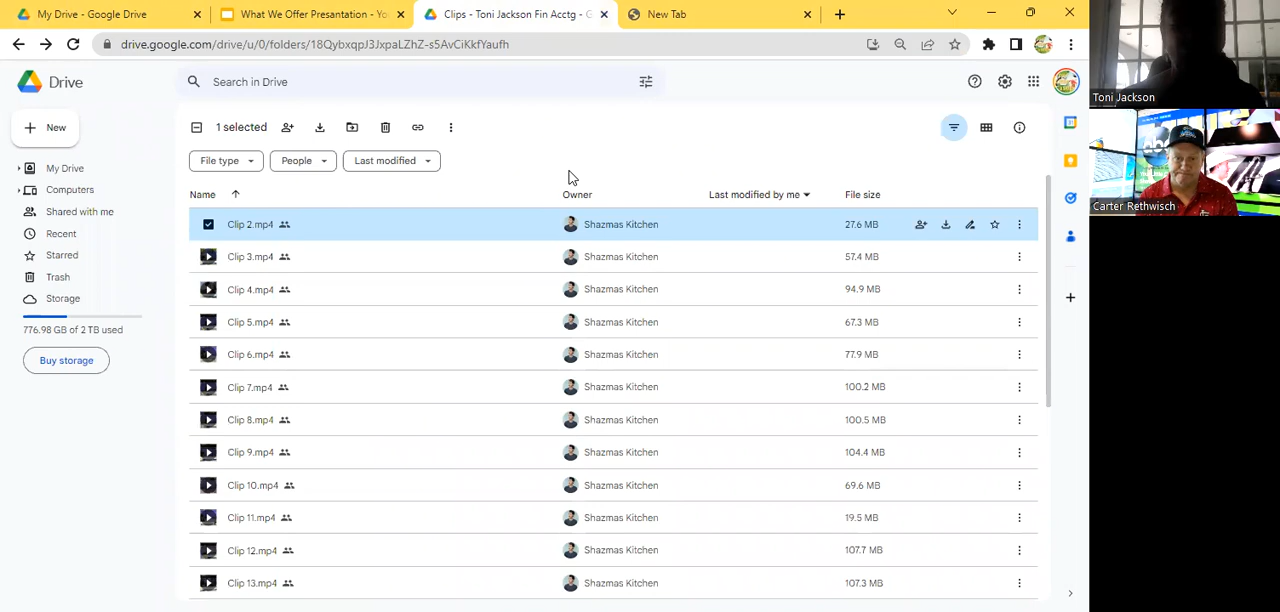 My Drive - Google Drive
What We Offer Presantation - Yo
Clips - Toni Jackson Fin Acctg - G
New Tab
drive.google.com/drive/u/0/folders/18QybxqpJ3JxpaLZhZ-s5AvCiKkfYaufh
Drive
Search in Drive
Toni Jackson
New
1 selected
File type
People
Last modified
My Drive
Computers
Shared with me
Recent
Starred
Trash
Storage
776.98 GB of 2 TB used
Buy storage
Name
Owner
Last modified by me
File size
Clip 2.mp4 Shazmas Kitchen 27.6 MB
Clip 3.mp4 Shazmas Kitchen 57.4 MB
Clip 4.mp4 Shazmas Kitchen 94.9 MB
Clip 5.mp4 Shazmas Kitchen 67.3 MB
Clip 6.mp4 Shazmas Kitchen 77.9 MB
Clip 7.mp4 Shazmas Kitchen 100.2 MB
Clip 8.mp4 Shazmas Kitchen 100.5 MB
Clip 9.mp4 Shazmas Kitchen 104.4 MB
Clip 10.mp4 Shazmas Kitchen 69.6 MB
Clip 11.mp4 Shazmas Kitchen 19.5 MB
Clip 12.mp4 Shazmas Kitchen 107.7 MB
Clip 13.mp4 Shazmas Kitchen 107.3 MB
abc
Carter Rethwisch